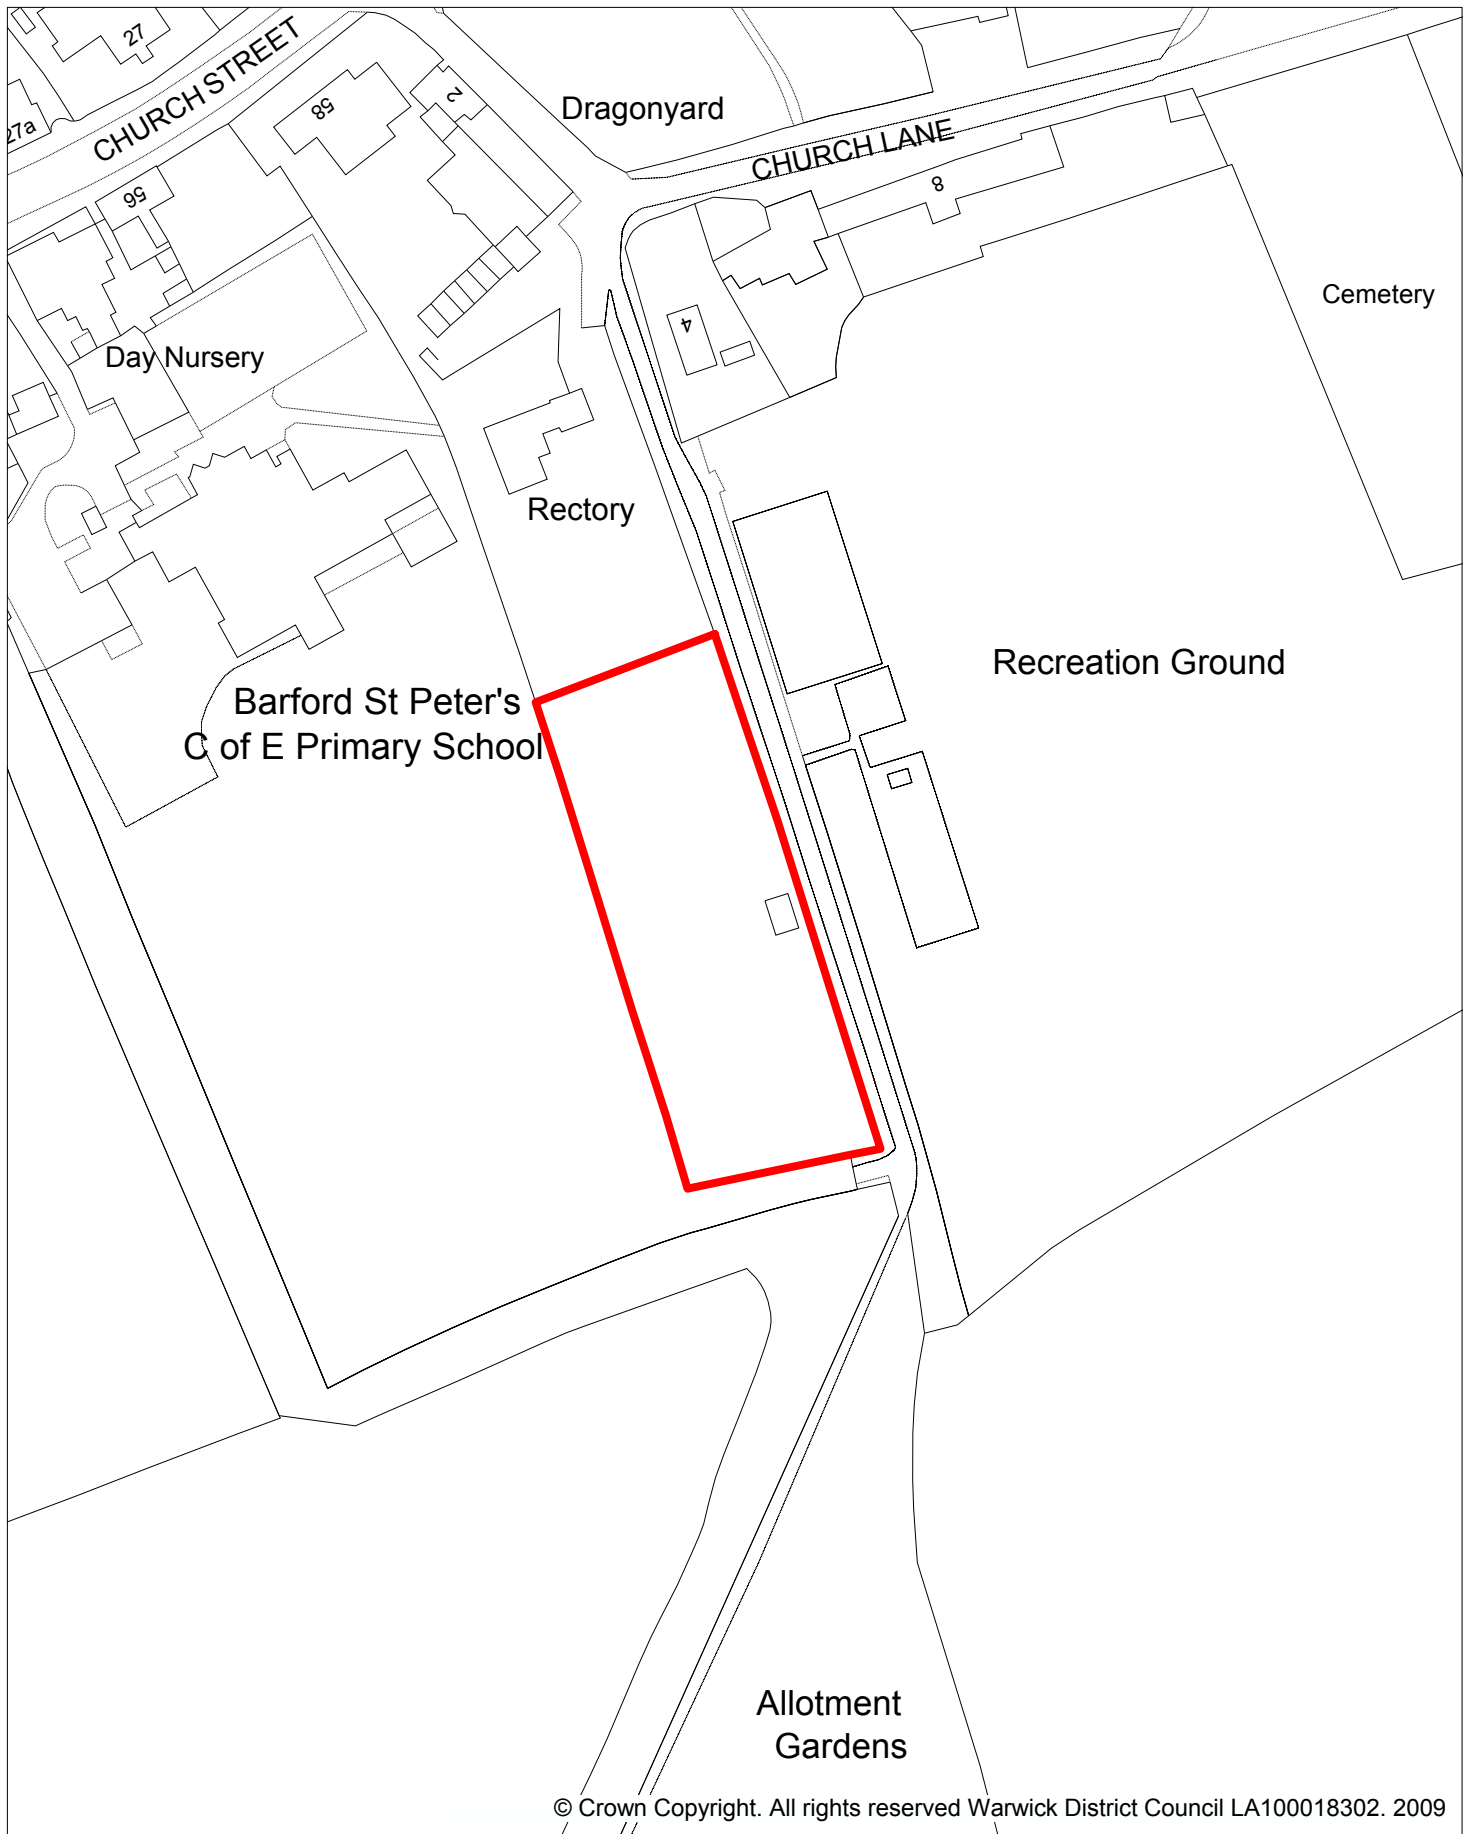 27
CHURCH STREET
27a
58
2
Dragonyard
CHURCH LANE
56
8
Cemetery
4
Day Nursery
Rectory
Recreation Ground
Barford St Peter's
C of E Primary School
Allotment
Gardens
© Crown Copyright. All rights reserved Warwick District Council LA100018302. 2009